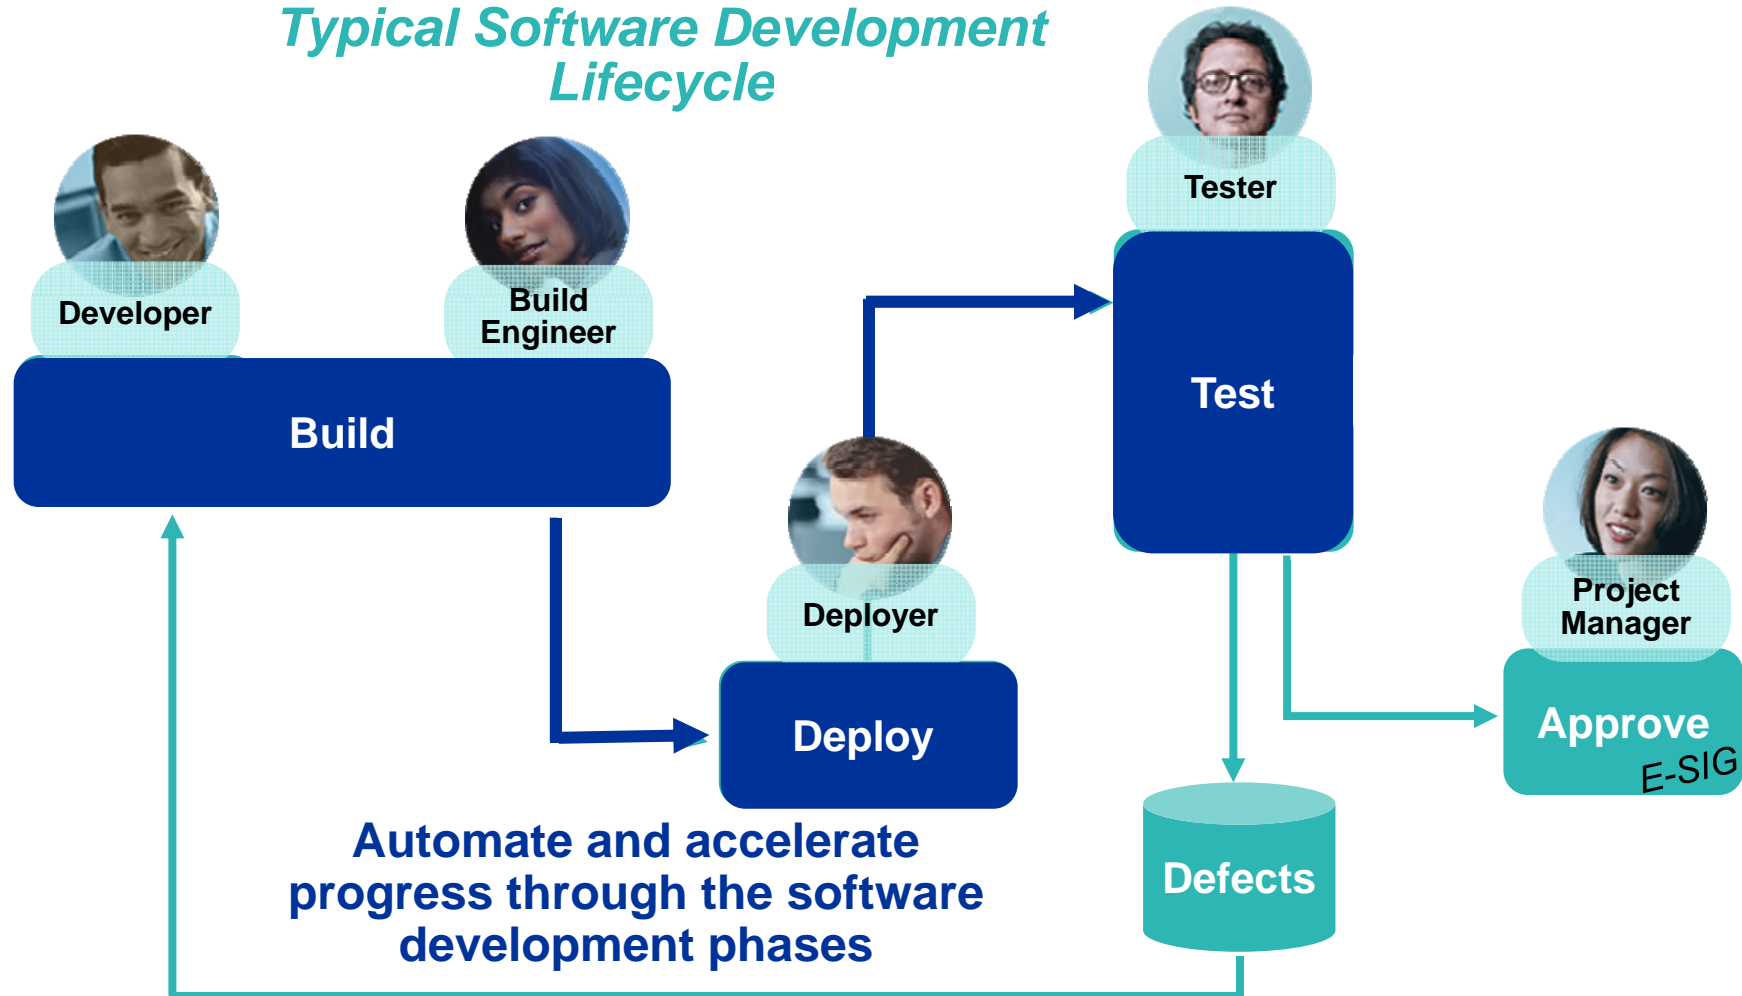 Typical Software Development
Lifecycle
Tester
Developer
Build
Engineer
Test
Build
Deployer
Project
Manager
Deploy
Approve
E-SIG
Automate and accelerate
progress through the software
development phases
Defects